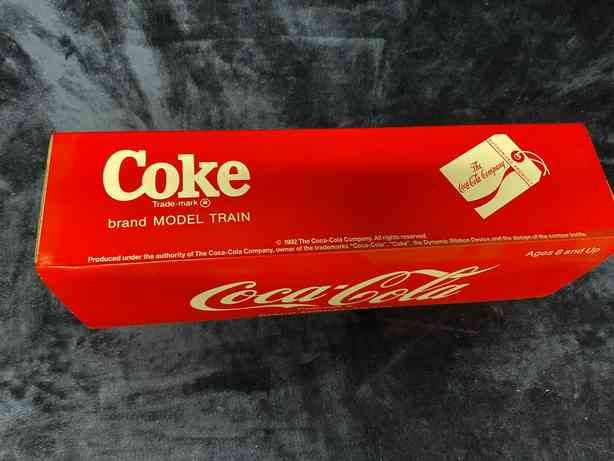 Coke
Trade-mark ®
brand MODEL TRAIN
The
Coca-Cola Company
© 1992 The Coca-Cola Company. All rights reserved.
Produced under the authority of The Coca-Cola Company, owner of the trademarks "Coca-Cola", "Coke", the Dynamic Ribbon Device and the design of the contour bottle.
Ages 8 and Up
Coca-Cola